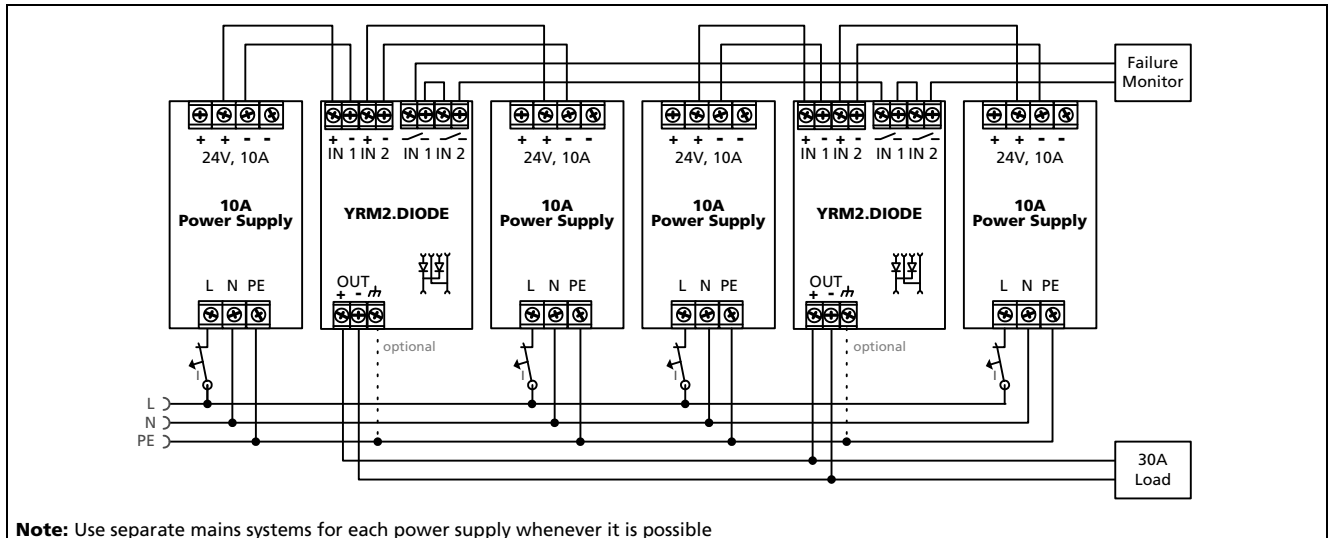 Failure
Monitor
+ + - -
24V, 10A
10A
Power Supply
L N PE
+ - + -
IN 1 IN 2 IN 1 IN 2
YRM2.DIODE
OUT
+ -
optional
+ + - -
24V, 10A
10A
Power Supply
L N PE
+ + - -
24V, 10A
10A
Power Supply
L N PE
+ - + -
IN 1 IN 2 IN 1 IN 2
YRM2.DIODE
OUT
+ -
optional
+ + - -
24V, 10A
10A
Power Supply
L N PE
I
I
I
I
L
N
PE
30A
Load
Note: Use separate mains systems for each power supply whenever it is possible